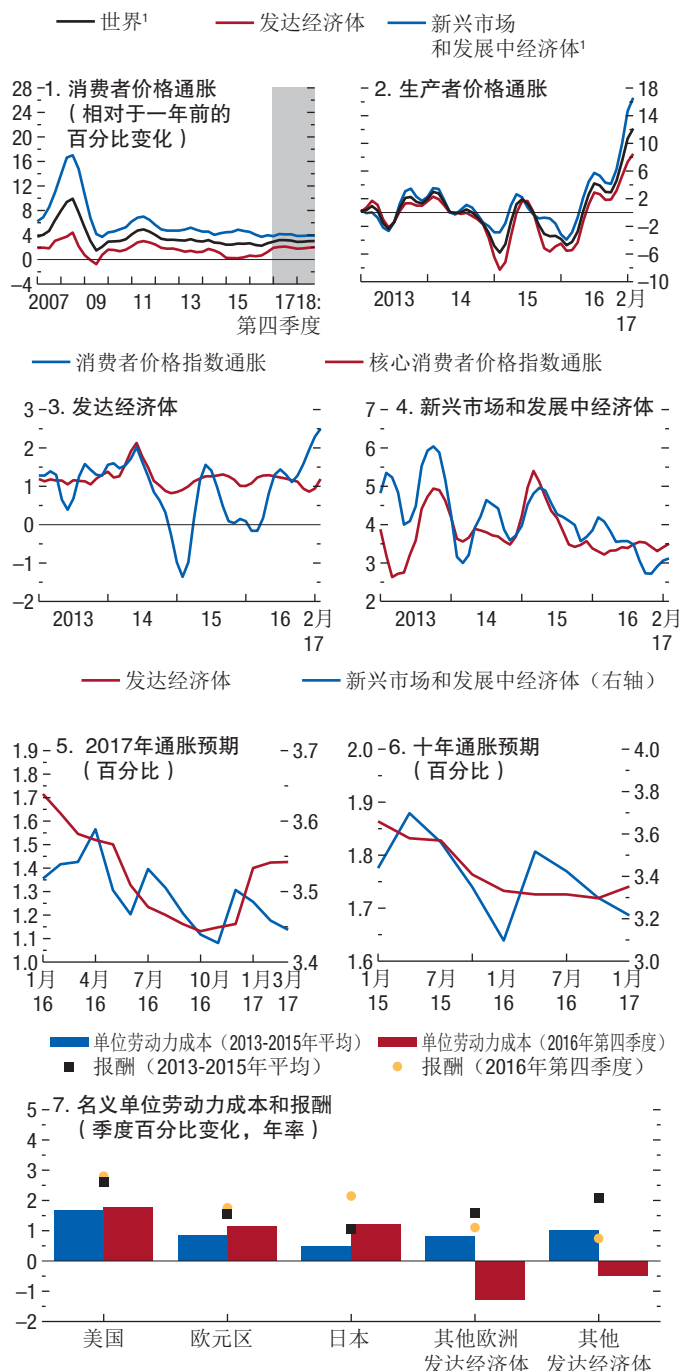 世界¹ 发达经济体 新兴市场
和发展中经济体¹
1. 消费者价格通胀
(相对于一年前的
百分比变化)
28
24
20
16
12
8
4
0
−4
2007 09 11 13 15 17 18:
第四季度
2. 生产者价格通胀
18
14
10
6
2
−2
−6
−10
2013 14 15 16 2月
17
消费者价格指数通胀 核心消费者价格指数通胀
3. 发达经济体
3
2
1
0
−1
−2
2013 14 15 16 2月
17
4. 新兴市场和发展中经济体
7
6
5
4
3
2
2013 14 15 16 2月
17
发达经济体 新兴市场和发展中经济体(右轴)
5. 2017年通胀预期
(百分比)
1.9
1.8
1.7
1.6
1.5
1.4
1.3
1.2
1.1
1.0
3.7
3.6
3.5
3.4
1月 4月 7月 10月 1月 3月
16 16 16 16 17 17
6. 十年通胀预期
(百分比)
2.0
1.9
1.8
1.7
1.6
4.0
3.8
3.6
3.4
3.2
3.0
1月 7月 1月 7月 1月
15 15 16 16 17
单位劳动力成本(2013-2015年平均) 单位劳动力成本(2016年第四季度)
报酬(2013-2015年平均) 报酬(2016年第四季度)
7. 名义单位劳动力成本和报酬
(季度百分比变化,年率)
5
4
3
2
1
0
−1
−2
美国 欧元区 日本 其他欧洲 其他
发达经济体 发达经济体